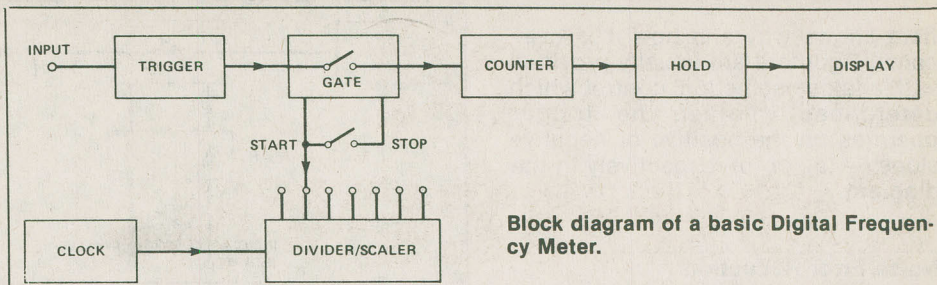 INPUT
TRIGGER
GATE
COUNTER
HOLD
DISPLAY
START
STOP
CLOCK
DIVIDER/SCALER
Block diagram of a basic Digital Frequen-
cy Meter.